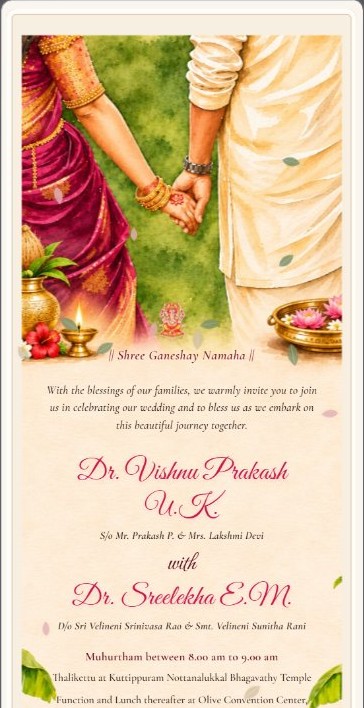 || Shree Ganeshay Namaha ||
With the blessings of our families, we warmly invite you to join
us in celebrating our wedding and to bless us as we embark on
this beautiful journey together.
Dr. Vishnu Prakash
U.K.
S/o Mr. Prakash P. & Mrs. Lakshmi Devi
with
Dr. Sreelekha E.M.
D/o Sri Velineni Srinivasa Rao & Smt. Velineni Sunitha Rani
Muhurtham between 8.00 am to 9.00 am
Thalikettu at Kuttippuram Nottanalukkal Bhagavathy Temple
Function and Lunch thereafter at Olive Convention Center,